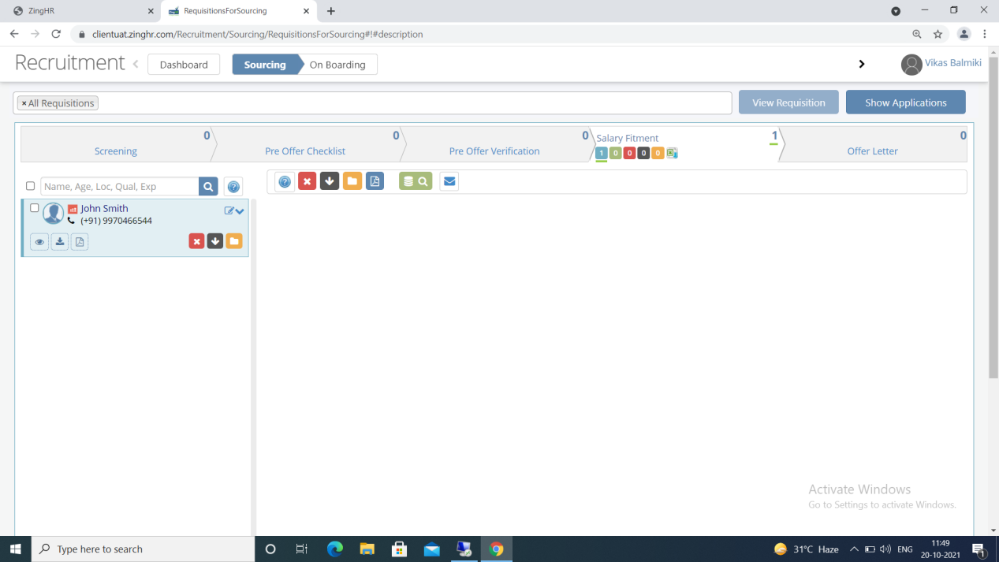 ZingHR
RequisitionsForSourcing
clientuat.zinghr.com/Recruitment/Sourcing/RequisitionsForSourcing#!#description
Recruitment
Dashboard
Sourcing
On Boarding
Vikas Balmiki
×All Requisitions
View Requisition
Show Applications
0
Screening
0
Pre Offer Checklist
0
Pre Offer Verification
Salary Fitment
1
1 0 0 0 0
0
Offer Letter
Name, Age, Loc, Qual, Exp
John Smith
(+91) 9970466544
Activate Windows
Go to Settings to activate Windows.
Type here to search
31°C Haze
ENG
11:49
20-10-2021
1